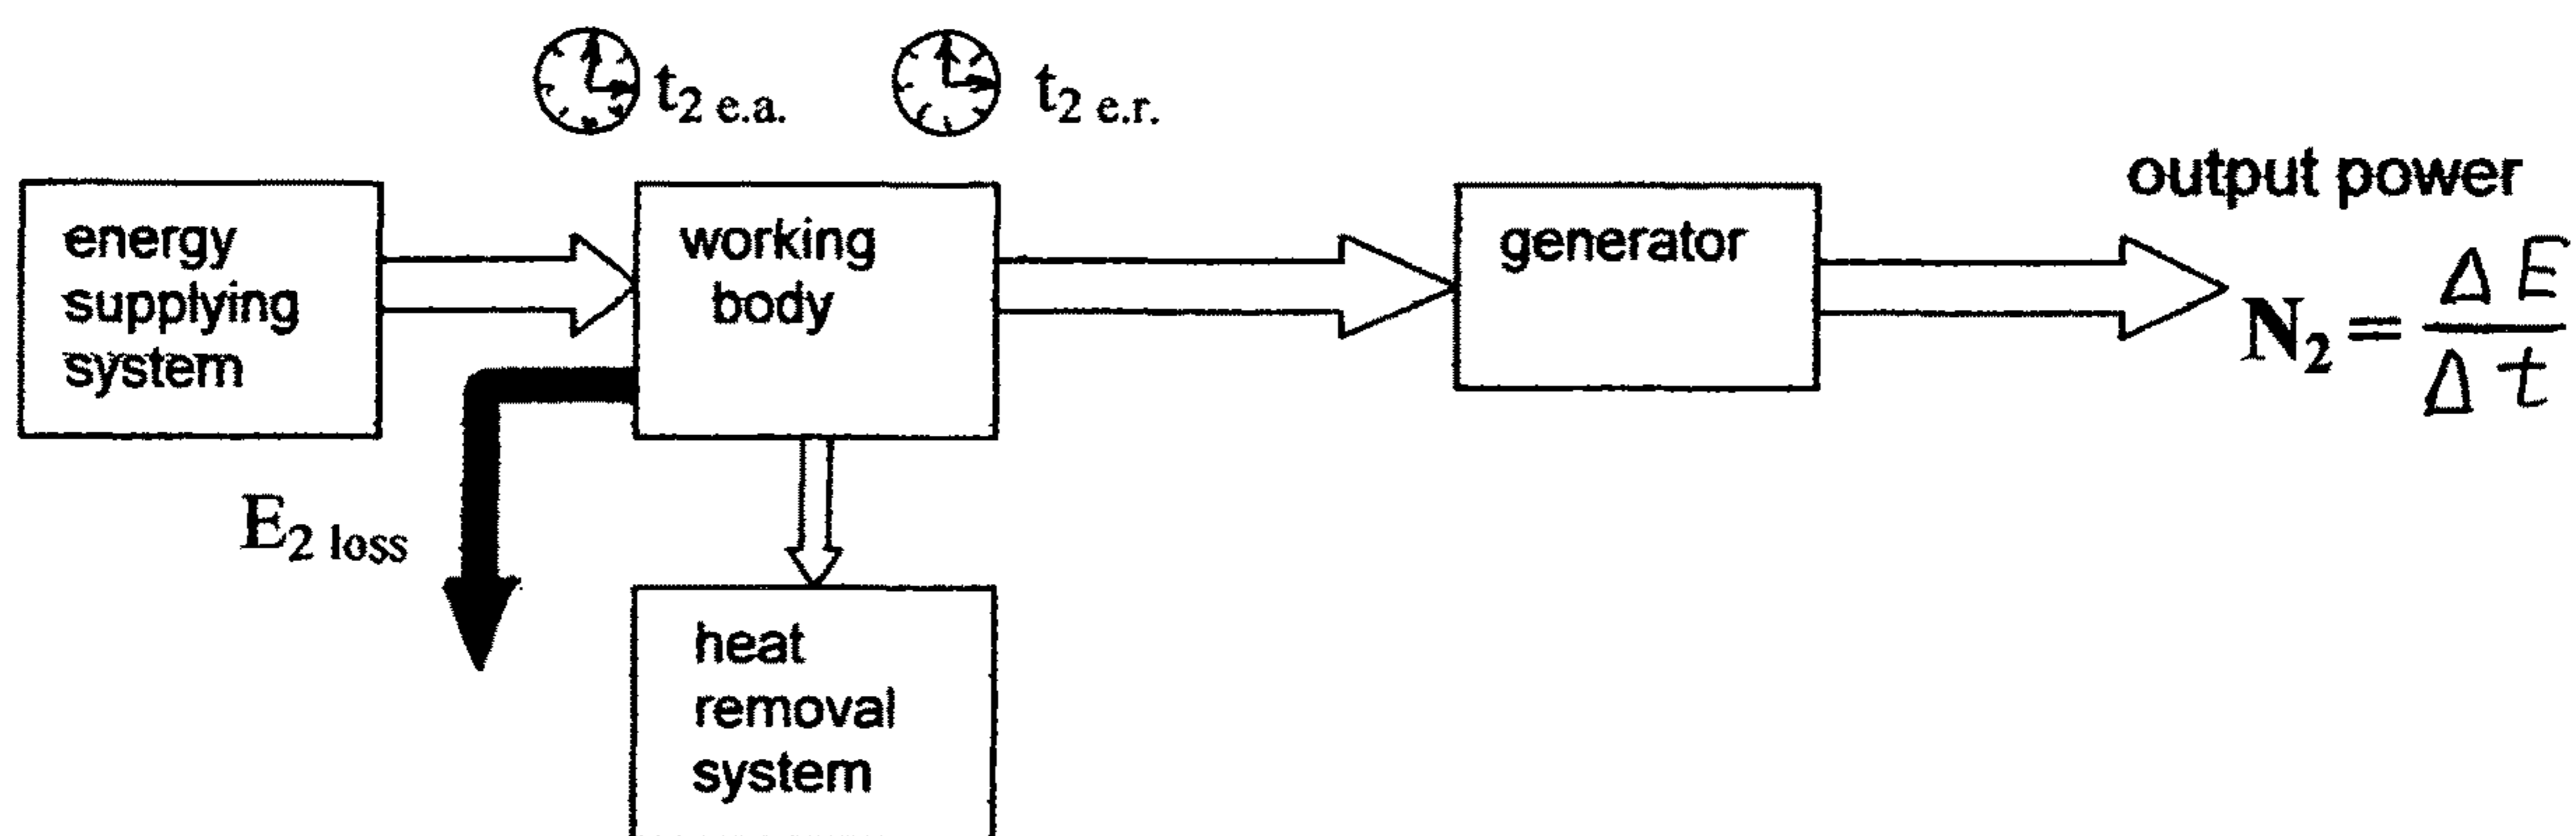 t₂ e.a.
t₂ e.r.
output power
energy
supplying
system
working
body
generator
N₂ = ΔE / Δt
E₂ loss
heat
removal
system